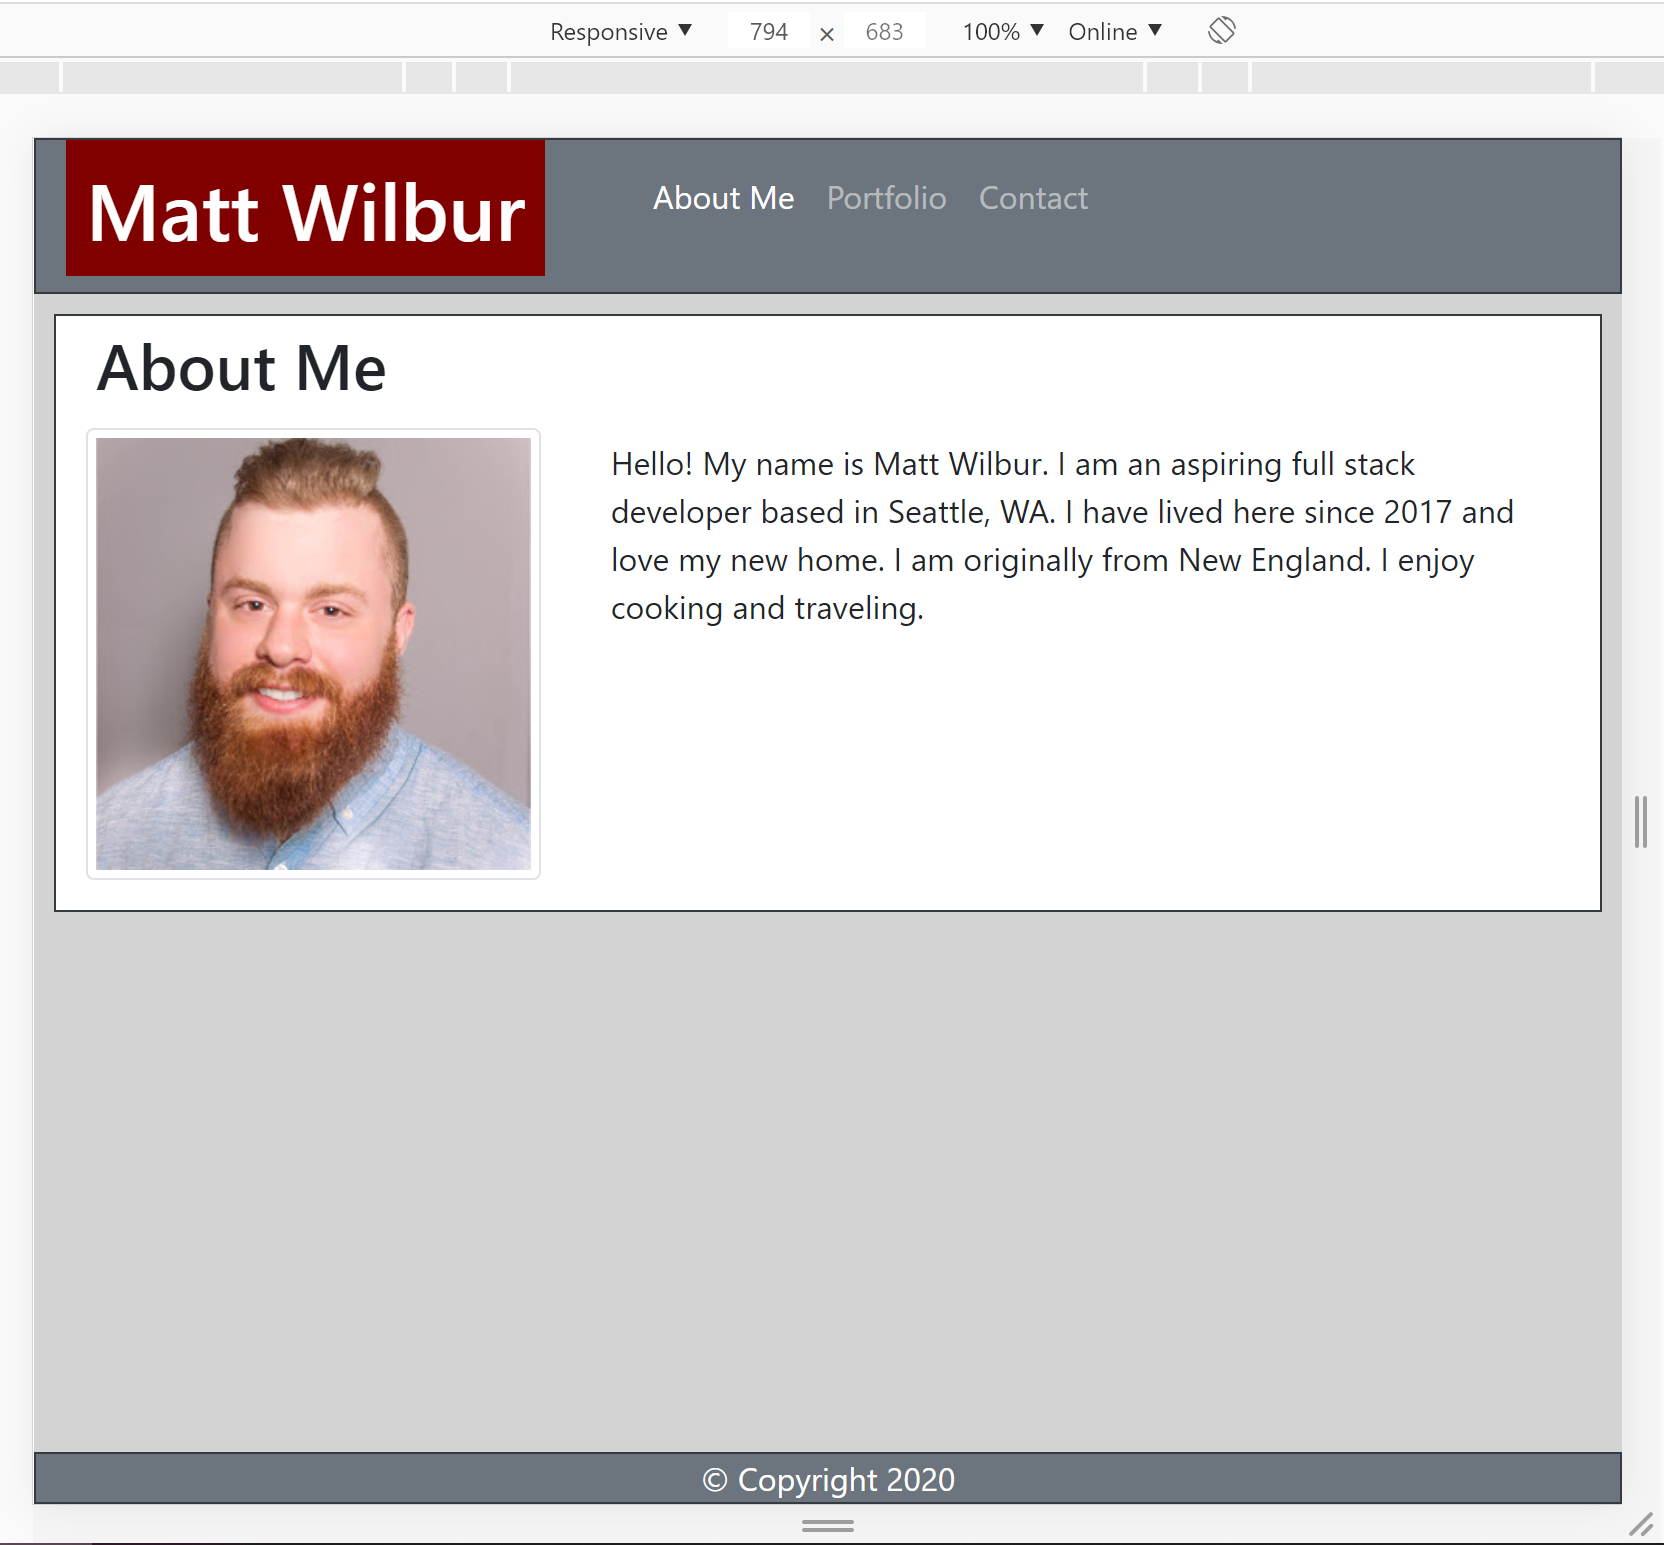 Responsive ▼ 794 × 683 100% ▼ Online ▼
Matt Wilbur
About Me Portfolio Contact
About Me
Hello! My name is Matt Wilbur. I am an aspiring full stack
developer based in Seattle, WA. I have lived here since 2017 and
love my new home. I am originally from New England. I enjoy
cooking and traveling.
© Copyright 2020